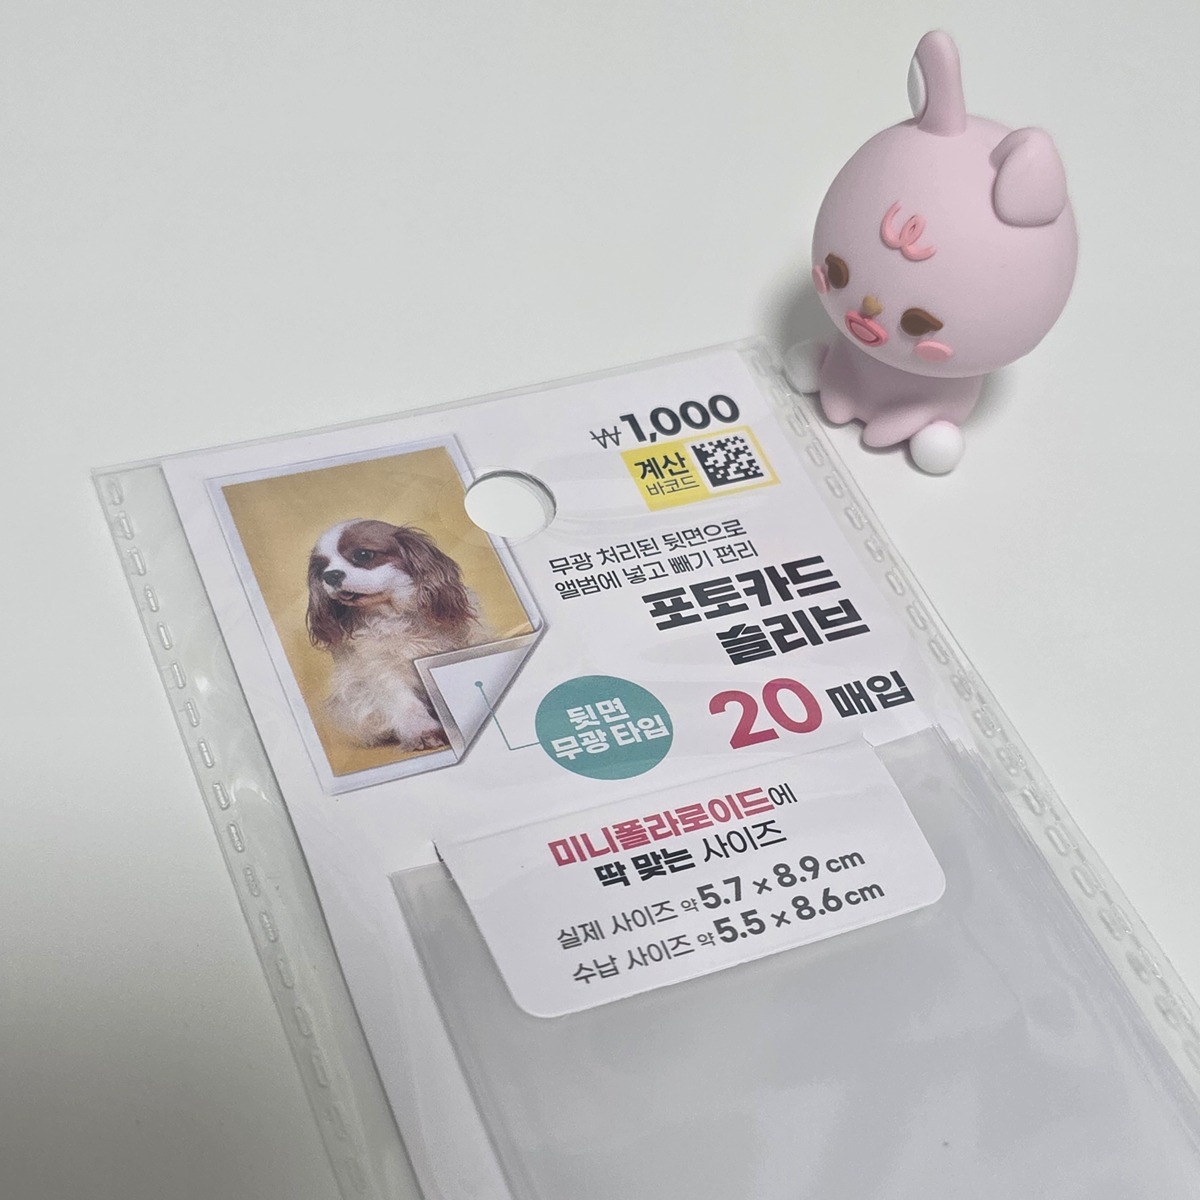 ₩1,000
계산
바코드
무광 처리된 뒷면으로
앨범에 넣고 빼기 편리
포토카드
슬리브
20 매입
뒷면
무광 타입
미니폴라로이드에
딱 맞는 사이즈
실제 사이즈 약 5.7 x 8.9 cm
수납 사이즈 약 5.5 x 8.6 cm